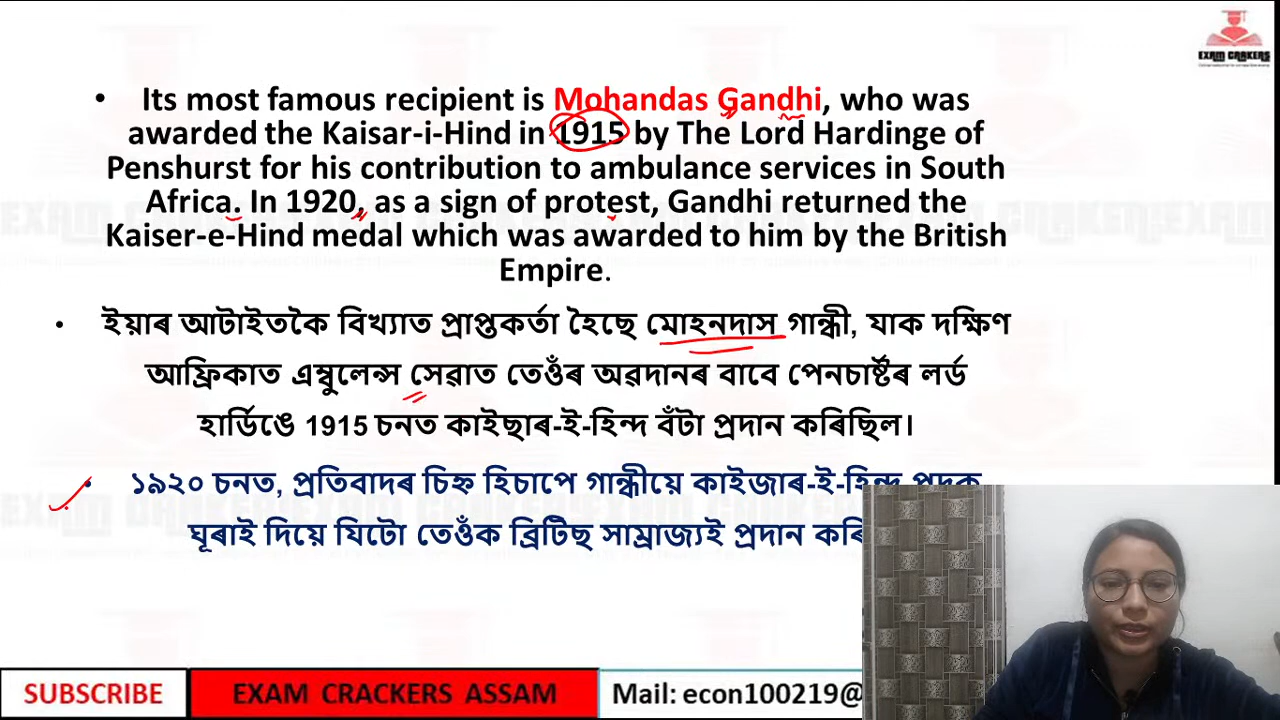 EXAM CRAKERS
• Its most famous recipient is Mohandas Gandhi, who was
awarded the Kaisar-i-Hind in 1915 by The Lord Hardinge of
Penshurst for his contribution to ambulance services in South
Africa. In 1920, as a sign of protest, Gandhi returned the
Kaiser-e-Hind medal which was awarded to him by the British
Empire.
• ইয়াৰ আটাইতকৈ বিখ্যাত প্ৰাপ্তকৰ্তা হৈছে মোহনদাস গান্ধী, যাক দক্ষিণ
আফ্ৰিকাত এম্বুলেন্স সেৱাত তেওঁৰ অৱদানৰ বাবে পেনচাৰ্ষ্টৰ লৰ্ড
হাৰ্ডিঙে 1915 চনত কাইছাৰ-ই-হিন্দ বঁটা প্ৰদান কৰিছিল।
• ১৯২০ চনত, প্ৰতিবাদৰ চিহ্ন হিচাপে গান্ধীয়ে কাইজাৰ-ই-হিন্দ পদক
ঘূৰাই দিয়ে যিটো তেওঁক ব্ৰিটিছ সাম্ৰাজ্যই প্ৰদান কৰি
SUBSCRIBE EXAM CRACKERS ASSAM Mail: econ100219@